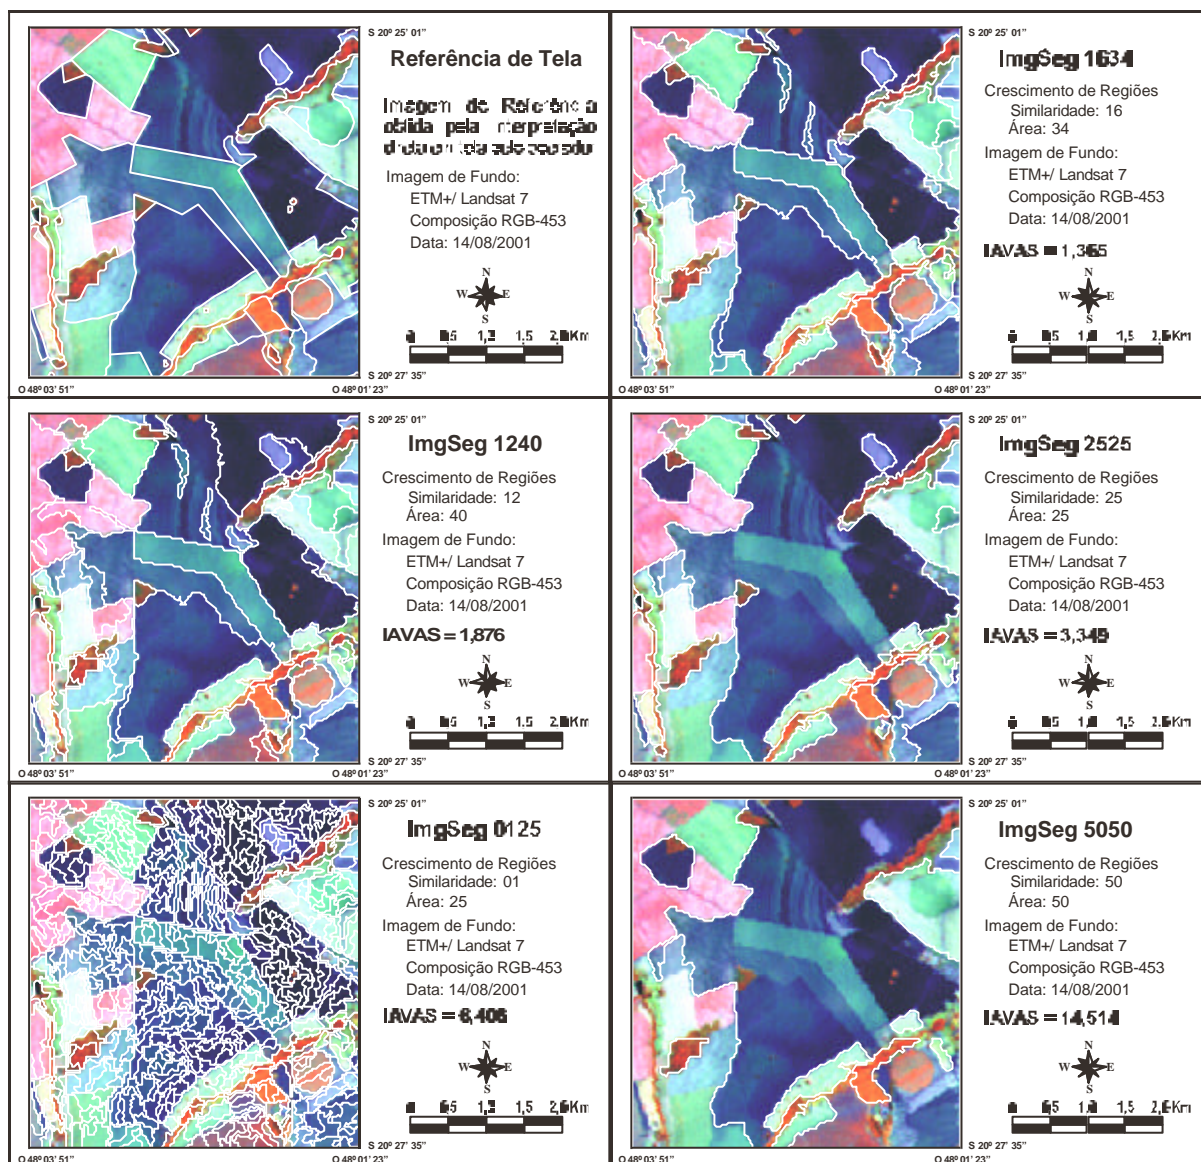 S 20º 25' 01"
Referência de Tela
Imagem de Referência
obtida pela interpretação
Imagem de Fundo:
ETM+/ Landsat 7
Composição RGB-453
Data: 14/08/2001
N
W E
S
Km
S 20º 27' 35"
O 48º 03' 51"
O 48º 01' 23"
S 20º 25' 01"
ImgSeg 1634
Crescimento de Regiões
Similaridade: 16
Área: 34
Imagem de Fundo:
ETM+/ Landsat 7
Composição RGB-453
Data: 14/08/2001
IAVAS = 1,365
N
W E
S
Km
S 20º 27' 35"
O 48º 03' 51"
O 48º 01' 23"
S 20º 25' 01"
ImgSeg 1240
Crescimento de Regiões
Similaridade: 12
Área: 40
Imagem de Fundo:
ETM+/ Landsat 7
Composição RGB-453
Data: 14/08/2001
IAVAS = 1,876
N
W E
S
Km
S 20º 27' 35"
O 48º 03' 51"
O 48º 01' 23"
S 20º 25' 01"
ImgSeg 2525
Crescimento de Regiões
Similaridade: 25
Área: 25
Imagem de Fundo:
ETM+/ Landsat 7
Composição RGB-453
Data: 14/08/2001
IAVAS = 3,349
N
W E
S
Km
S 20º 27' 35"
O 48º 03' 51"
O 48º 01' 23"
S 20º 25' 01"
ImgSeg 0125
Crescimento de Regiões
Similaridade: 01
Área: 25
Imagem de Fundo:
ETM+/ Landsat 7
Composição RGB-453
Data: 14/08/2001
IAVAS = 6,406
N
W E
S
Km
S 20º 27' 35"
O 48º 03' 51"
O 48º 01' 23"
S 20º 25' 01"
ImgSeg 5050
Crescimento de Regiões
Similaridade: 50
Área: 50
Imagem de Fundo:
ETM+/ Landsat 7
Composição RGB-453
Data: 14/08/2001
IAVAS = 14,514
N
W E
S
Km
S 20º 27' 35"
O 48º 03' 51"
O 48º 01' 23"